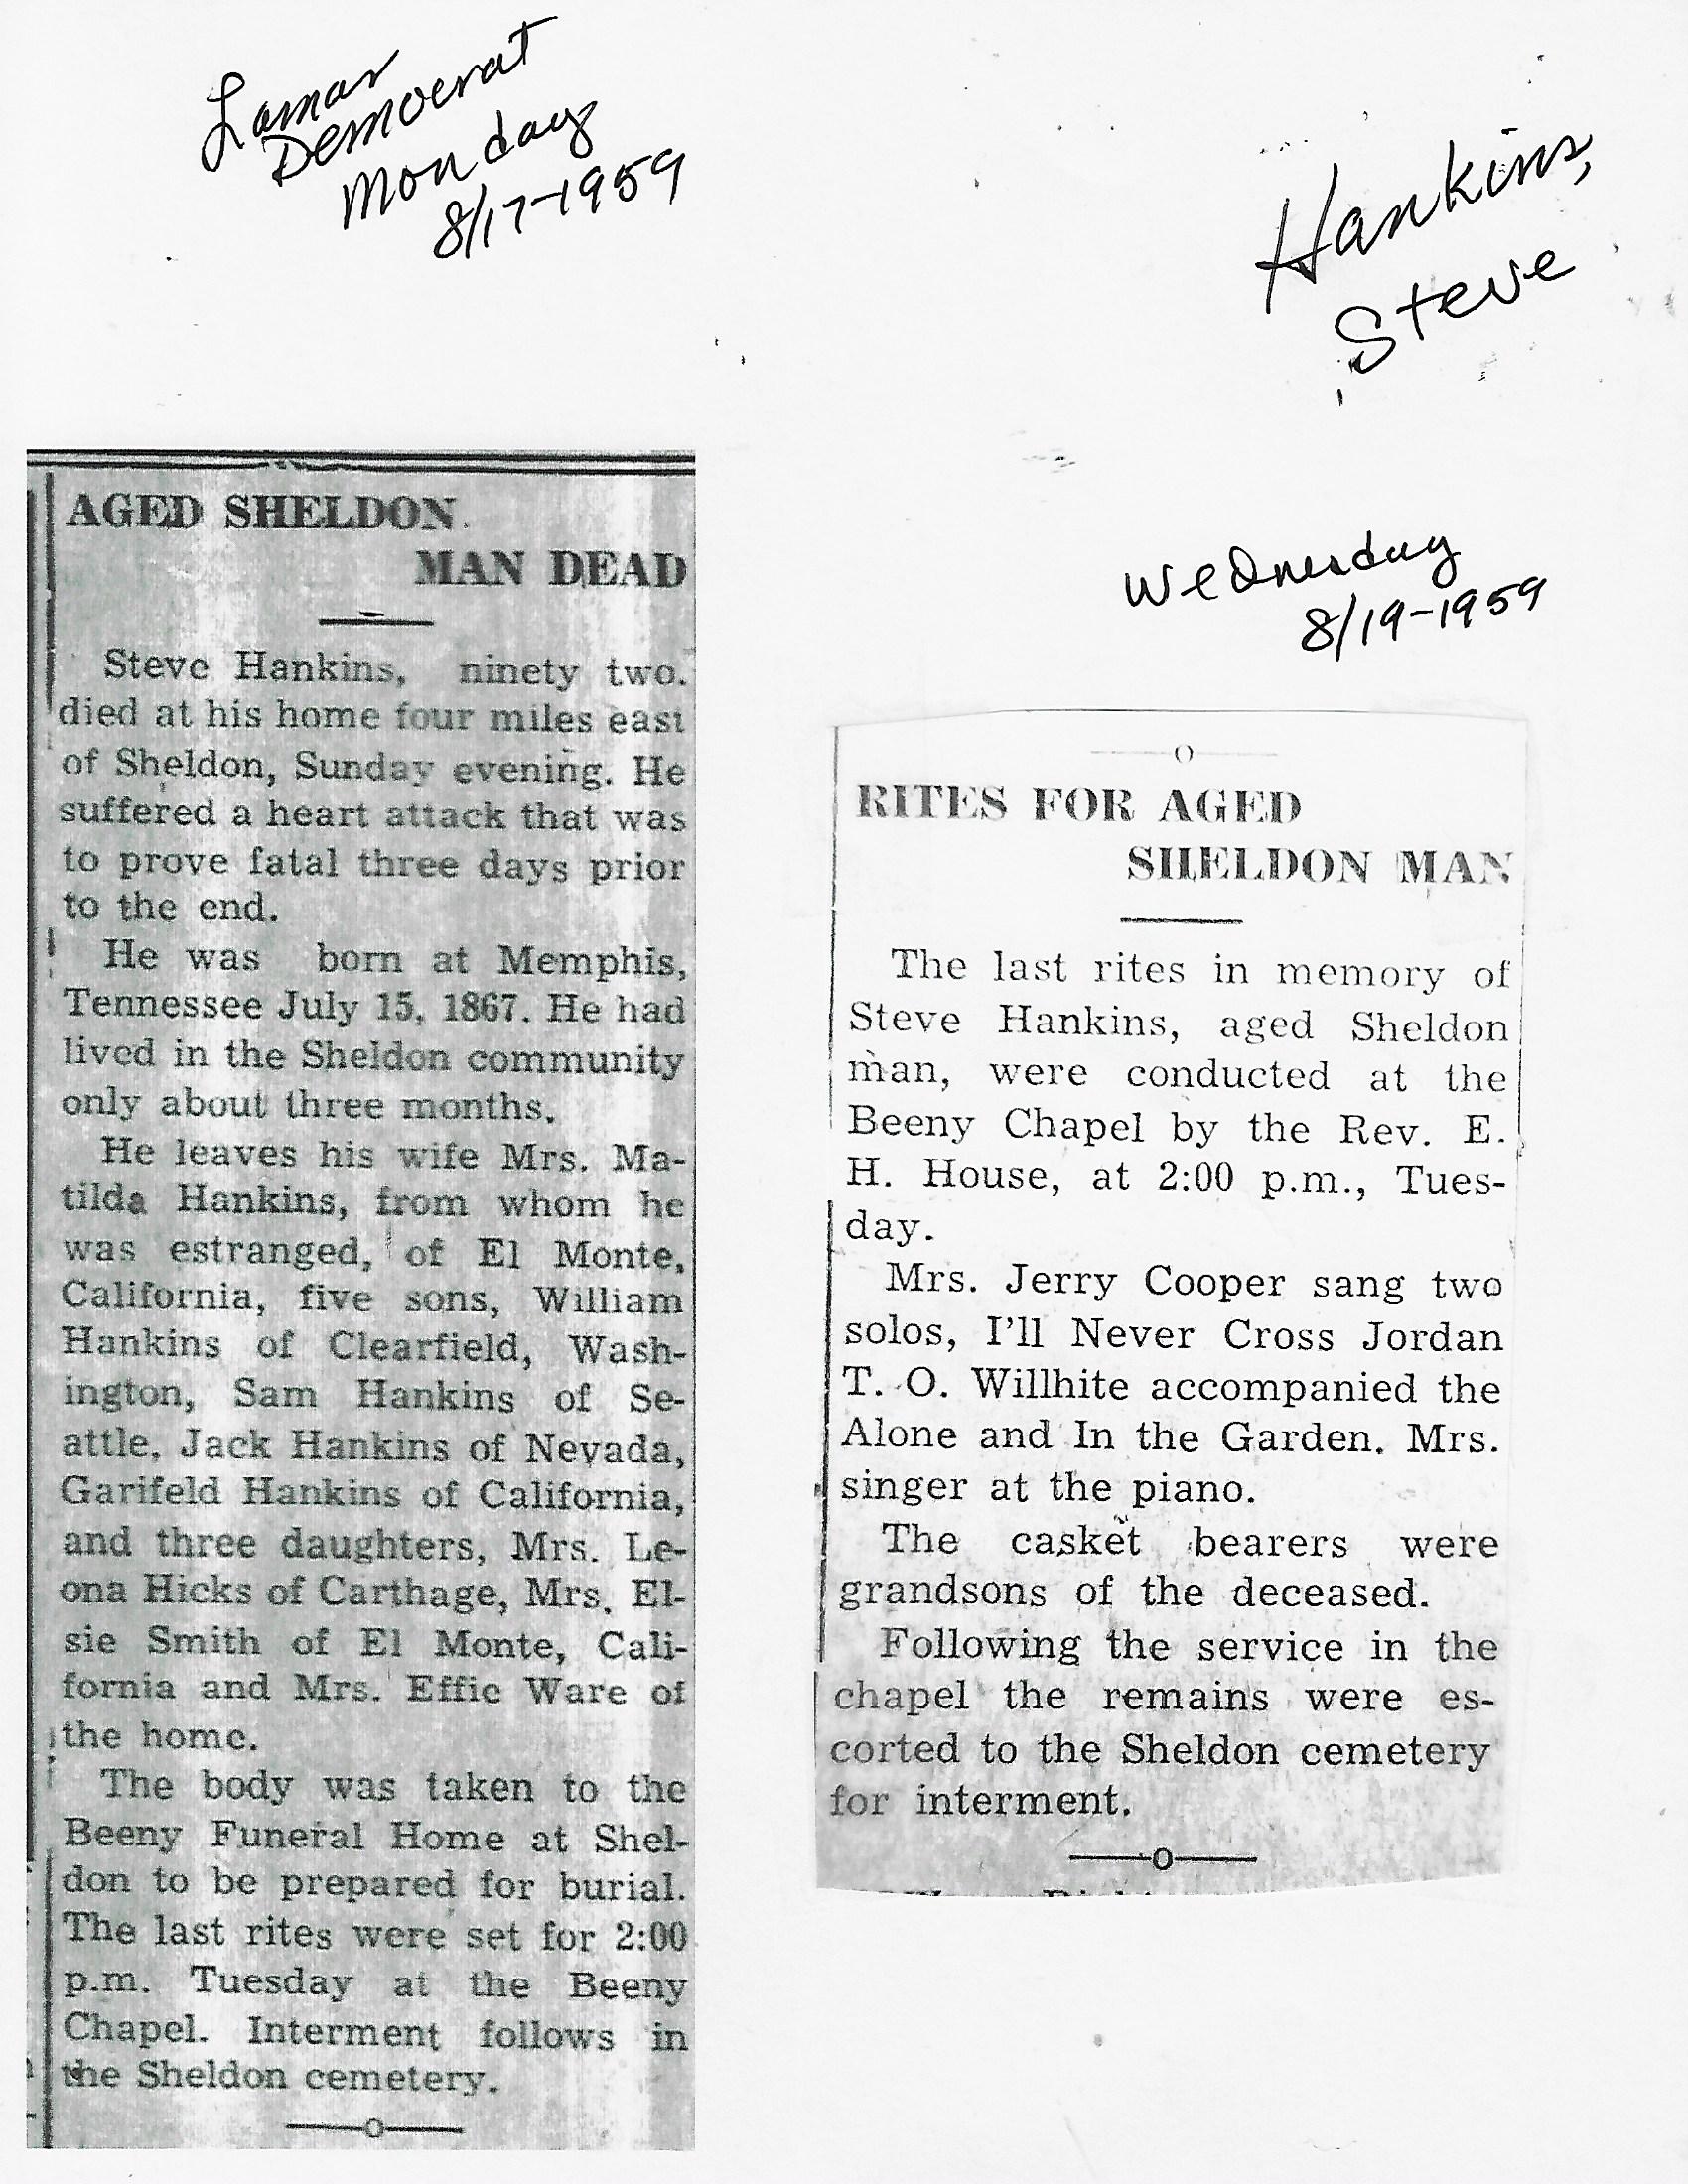 Lamar
Democrat
Monday
8/17-1959
Hankins,
Steve
AGED SHELDON
MAN DEAD
Steve Hankins, ninety two.
died at his home four miles east
of Sheldon, Sunday evening. He
suffered a heart attack that was
to prove fatal three days prior
to the end.
He was born at Memphis,
Tennessee July 15, 1867. He had
lived in the Sheldon community
only about three months.
He leaves his wife Mrs. Ma-
tilda Hankins, from whom he
was estranged, of El Monte,
California, five sons, William
Hankins of Clearfield, Wash-
ington, Sam Hankins of Se-
attle, Jack Hankins of Nevada,
Garifeld Hankins of California,
and three daughters, Mrs. Le-
ona Hicks of Carthage, Mrs. El-
sie Smith of El Monte, Cali-
fornia and Mrs. Effie Ware of
the home.
The body was taken to the
Beeny Funeral Home at Shel-
don to be prepared for burial.
The last rites were set for 2:00
p.m. Tuesday at the Beeny
Chapel. Interment follows in
the Sheldon cemetery.
Wednesday
8/19-1959
RITES FOR AGED
SHELDON MAN
The last rites in memory of
Steve Hankins, aged Sheldon
man, were conducted at the
Beeny Chapel by the Rev. E.
H. House, at 2:00 p.m., Tues-
day.
Mrs. Jerry Cooper sang two
solos, I'll Never Cross Jordan
T. O. Willhite accompanied the
Alone and In the Garden. Mrs.
singer at the piano.
The casket bearers were
grandsons of the deceased.
Following the service in the
chapel the remains were es-
corted to the Sheldon cemetery
for interment.